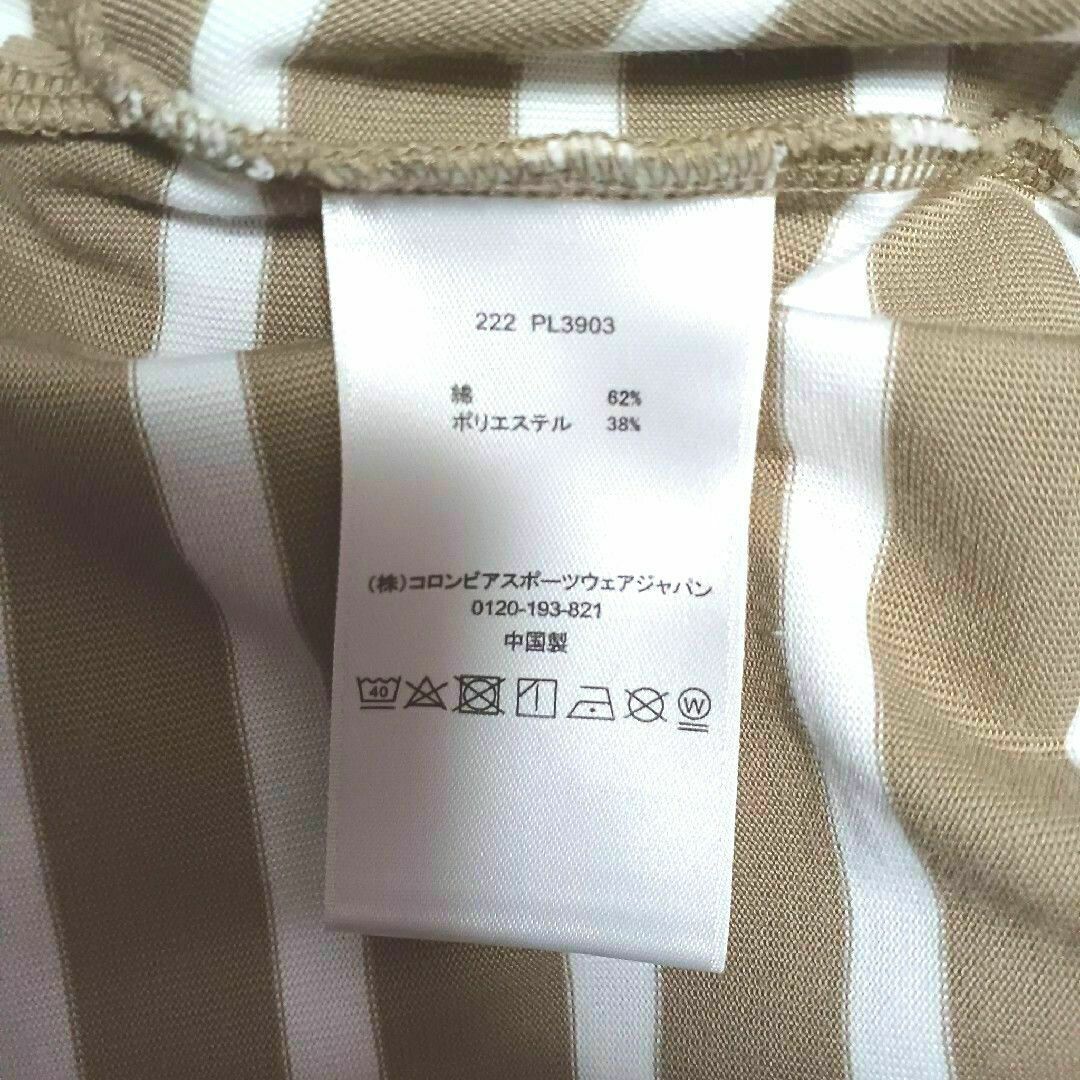 222 PL3903
綿 62%
ポリエステル 38%
(株)コロンビアスポーツウェアジャパン
0120-193-821
中国製
40
W